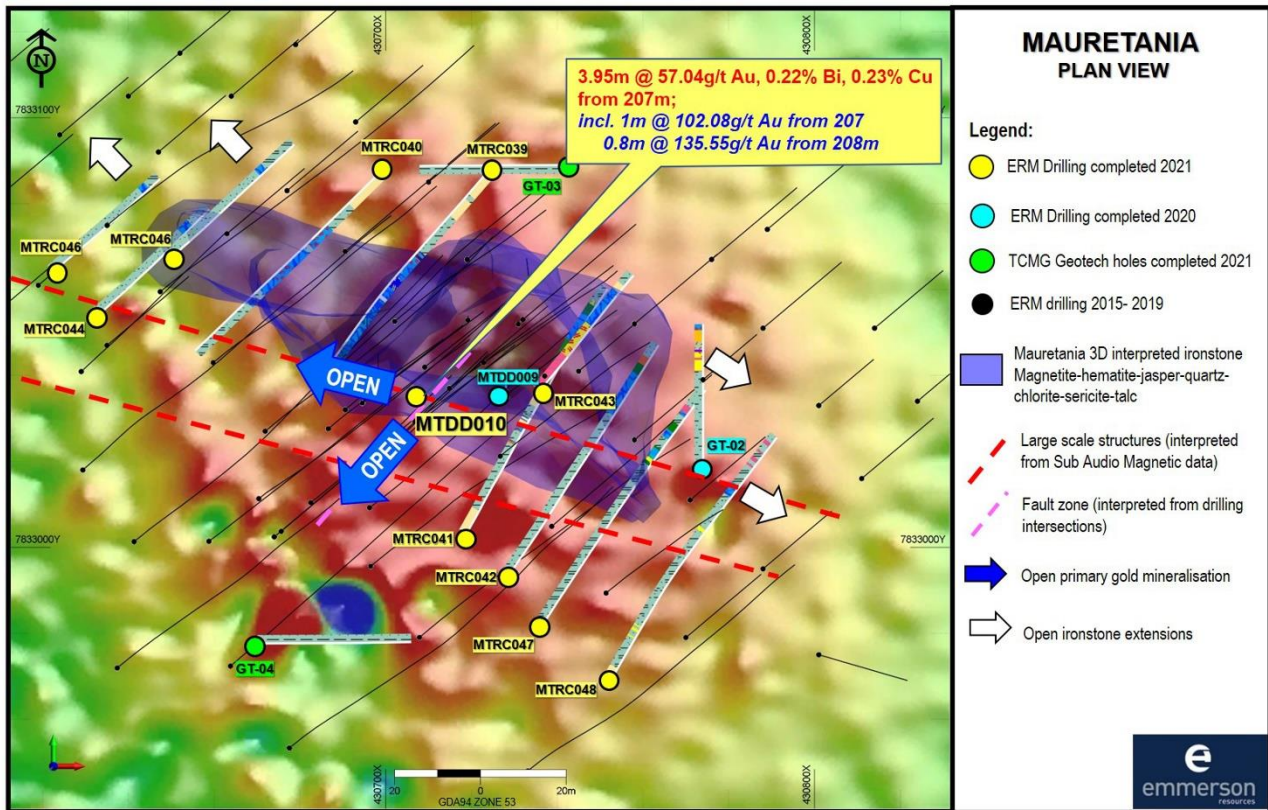 430700X
430800X
N
3.95m @ 57.04g/t Au, 0.22% Bi, 0.23% Cu
from 207m;
incl. 1m @ 102.08g/t Au from 207
0.8m @ 135.55g/t Au from 208m
7833100Y
MTRC040
MTRC039
GT-03
MTRC046
MTRC046
MTRC044
OPEN
MTDD009
MTRC043
MTDD010
OPEN
GT-02
MTRC041
7833000Y
7833000Y
MTRC042
MTRC047
GT-04
MTRC048
430700X
430800X
20
0
20m
GDA94 ZONE 53
MAURETANIA
PLAN VIEW
Legend:
ERM Drilling completed 2021
ERM Drilling completed 2020
TCMG Geotech holes completed 2021
ERM drilling 2015- 2019
Mauretania 3D interpreted ironstone
Magnetite-hematite-jasper-quartz-
chlorite-sericite-talc
Large scale structures (interpreted
from Sub Audio Magnetic data)
Fault zone (interpreted from drilling
intersections)
Open primary gold mineralisation
Open ironstone extensions
e
emmerson
resources